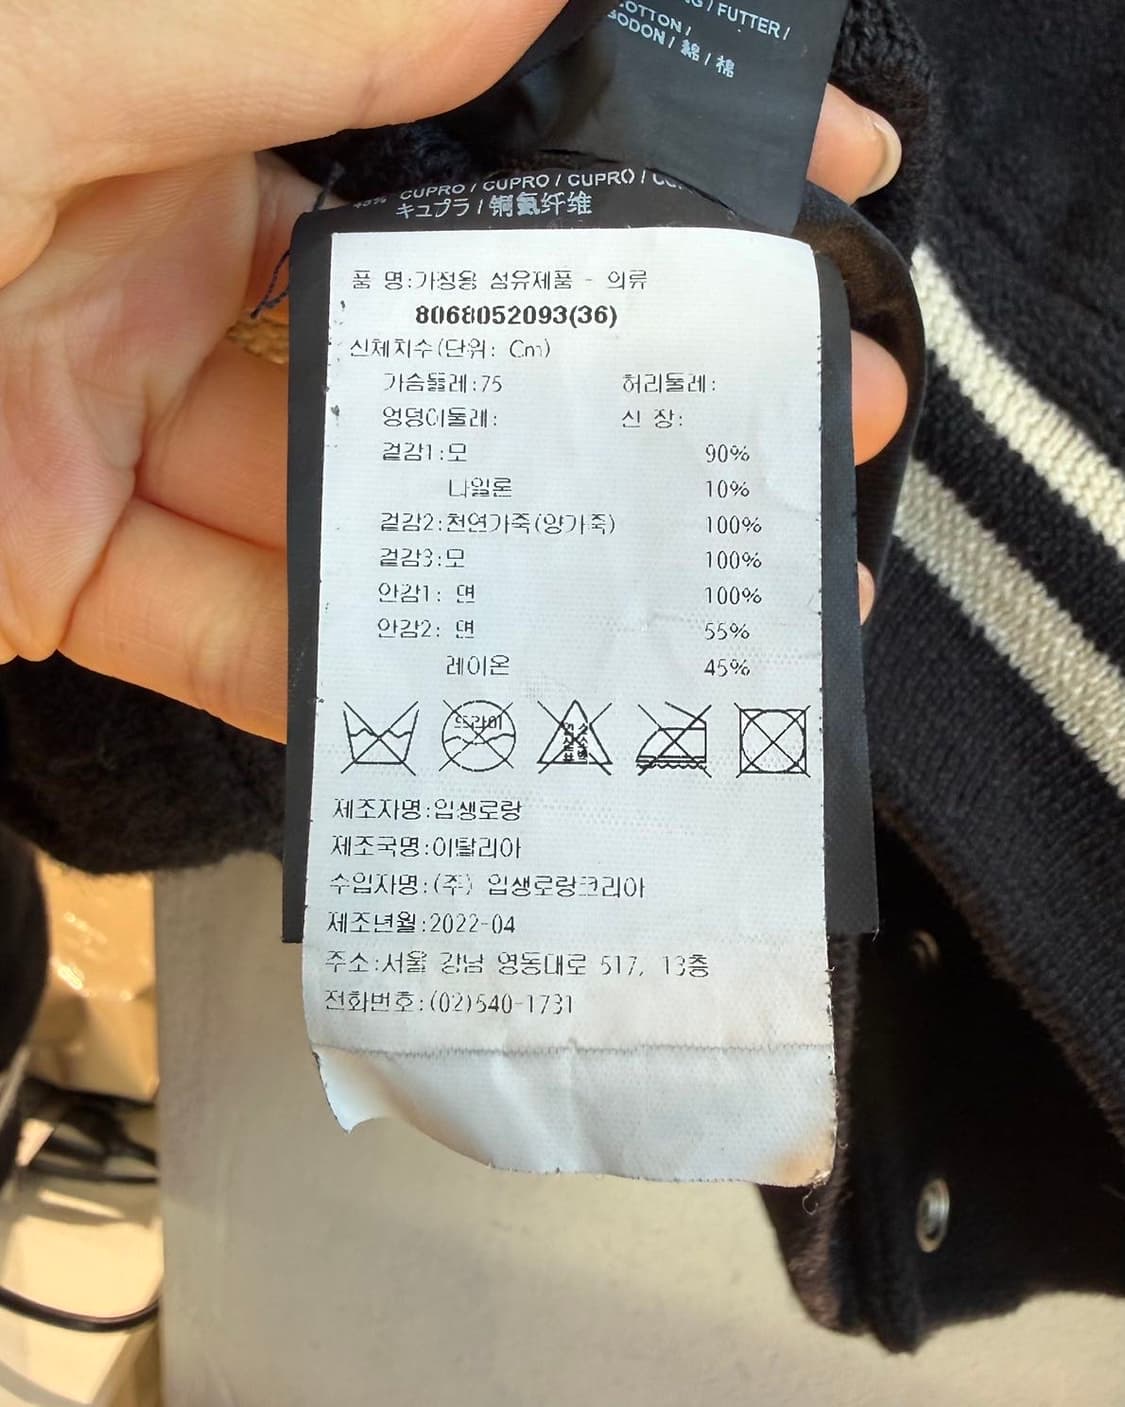 / FUTTER /
COTTON /
/ 綿 / 棉
45% CUPRO / CUPRO / CUPRO /
キュプラ / 铜氨纤维
품 명:가정용 섬유제품 - 의류
8068052093(36)
신체치수(단위: Cm)
가슴둘레:75 허리둘레:
엉덩이둘레: 신 장:
겉감1:모 90%
나일론 10%
겉감2:천연가죽(양가죽) 100%
겉감3:모 100%
안감1: 면 100%
안감2: 면 55%
레이온 45%
드라이
염소표백
제조자명:입생로랑
제조국명:이탈리아
수입자명:(주) 입생로랑코리아
제조년월:2022-04
주소:서울 강남 영동대로 517, 13층
전화번호:(02)540-1731